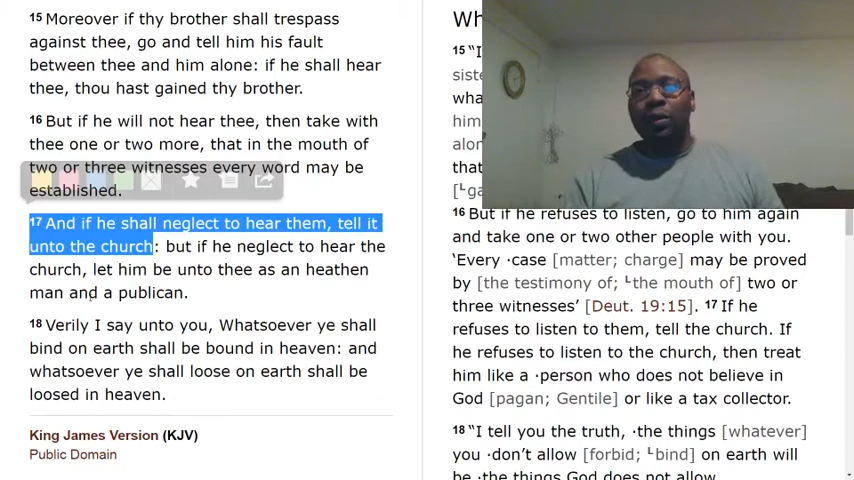 15 Moreover if thy brother shall trespass
against thee, go and tell him his fault
between thee and him alone: if he shall hear
thee, thou hast gained thy brother.
16 But if he will not hear thee, then take with
thee one or two more, that in the mouth of
two or three witnesses every word may be
established.
17 And if he shall neglect to hear them, tell it
unto the church: but if he neglect to hear the
church, let him be unto thee as an heathen
man and a publican.
18 Verily I say unto you, Whatsoever ye shall
bind on earth shall be bound in heaven: and
whatsoever ye shall loose on earth shall be
loosed in heaven.
King James Version (KJV)
Public Domain
15 "I
him
that
16 But if he refuses to listen, go to him again
and take one or two other people with you.
‘Every ·case [matter; charge] may be proved
by [the testimony of; ᴸthe mouth of] two or
three witnesses’ [Deut. 19:15]. 17 If he
refuses to listen to them, tell the church. If
he refuses to listen to the church, then treat
him like a ·person who does not believe in
God [pagan; Gentile] or like a tax collector.
18 "I tell you the truth, ·the things [whatever]
you ·don’t allow [forbid; ᴸbind] on earth will
be ·the things God does not allow